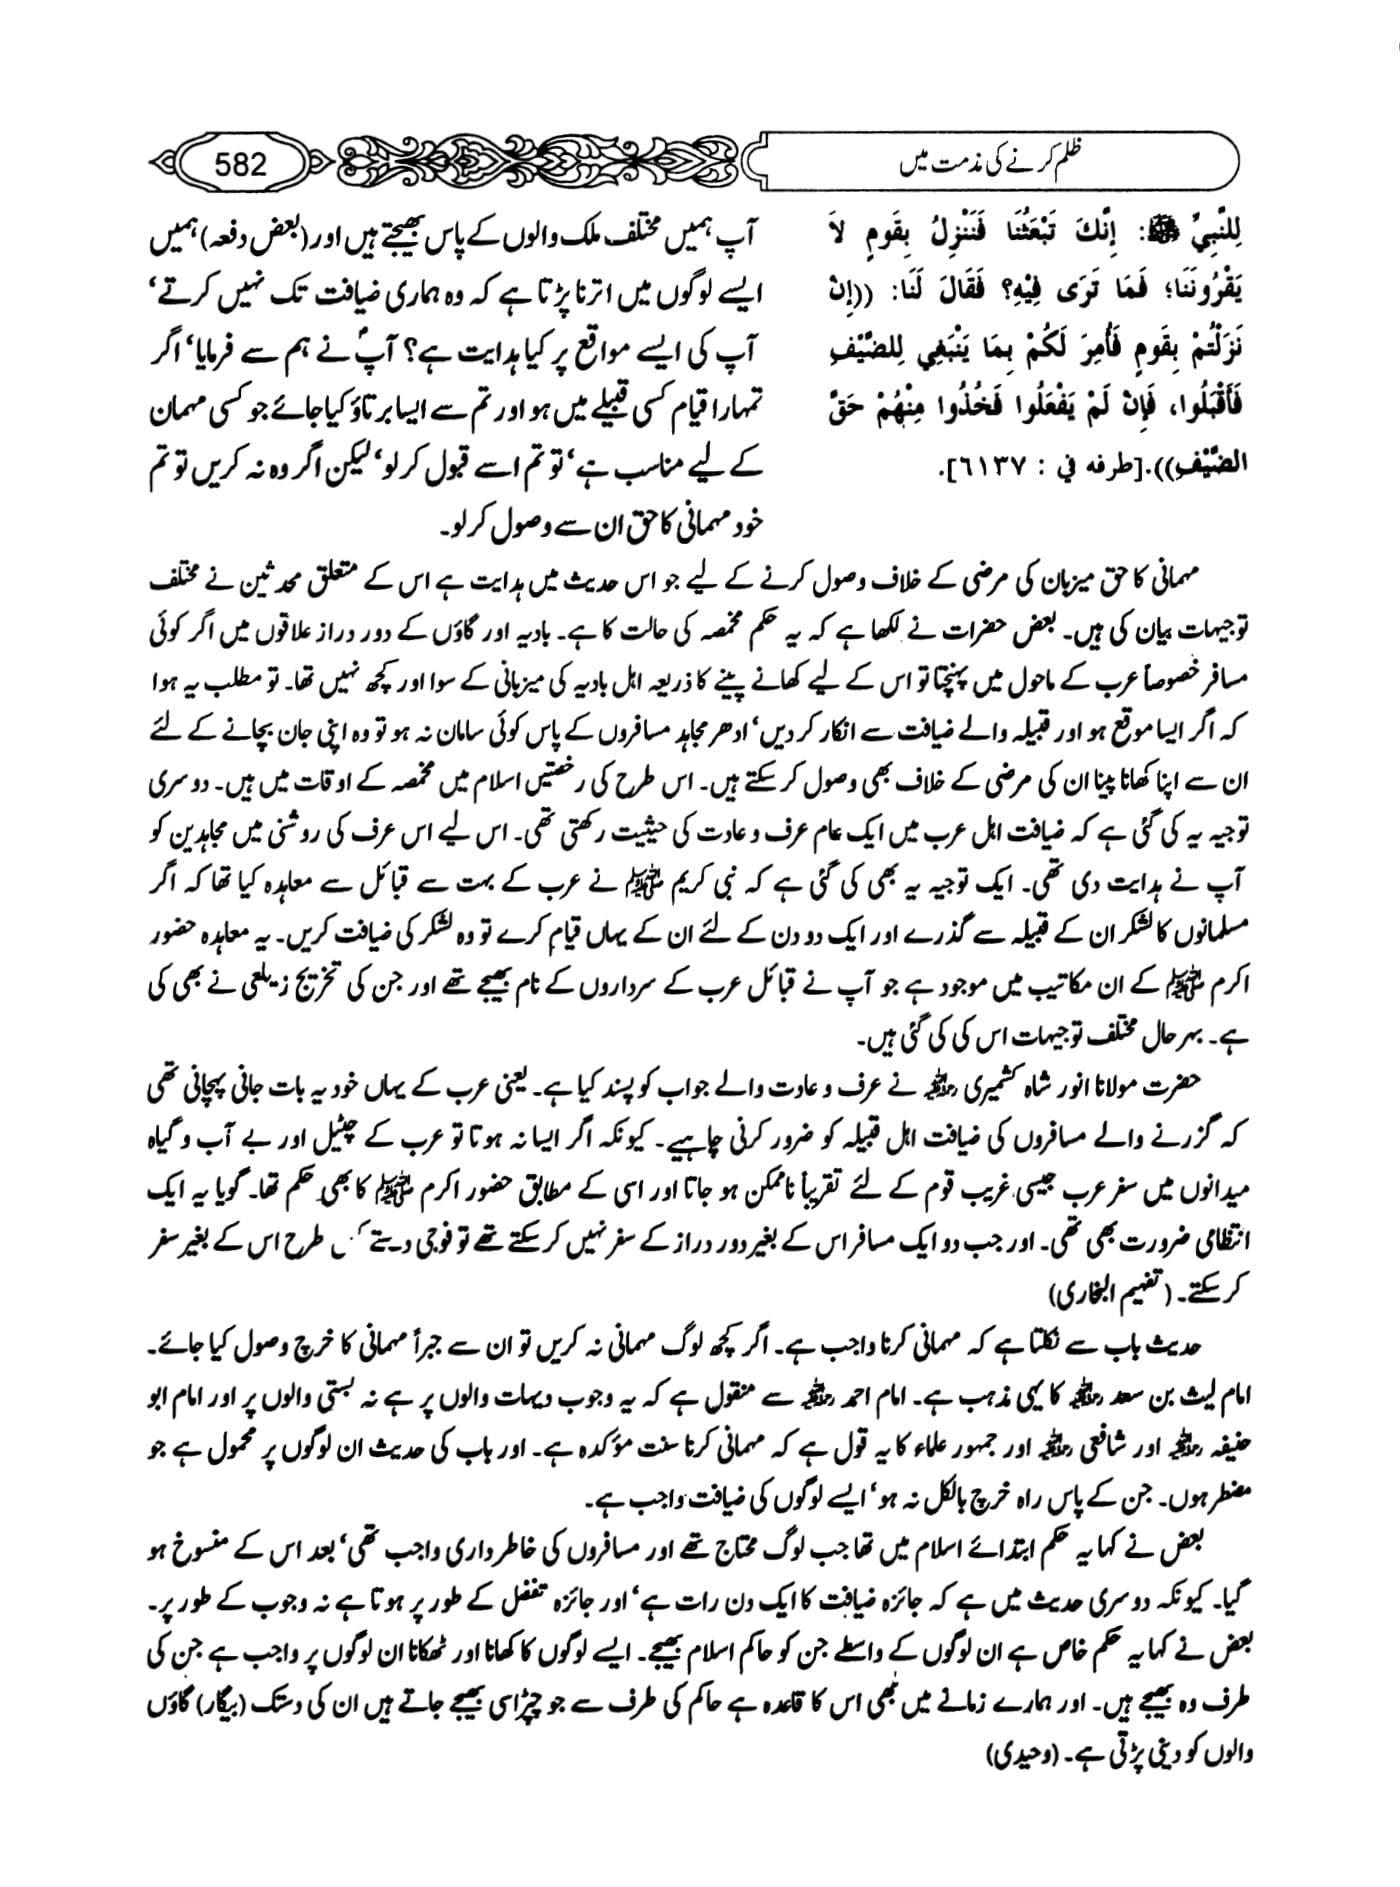 ظلم کرنے کی مذمت میں
582
لِلنَّبِيِّ ﷺ: إِنَّكَ تَبْعَثُنَا فَنَنْزِلُ بِقَومٍ لاَ
يَقْرُونَنَا؛ فَمَا تَرَى فِيْهِ؟ فَقَالَ لَنَا: ((إِنْ
نَزَلْتُمْ بِقَومٍ فَأُمِرَ لَكُمْ بِمَا يَنْبَغِي لِلضَّيْفِ
فَأَقْبَلُوا، فَإِنْ لَمْ يَفْعَلُوا فَخُذُوا مِنْهُمْ حَقَّ
الضَّيْفِ)).[طرفه في : ٦١٣٧].
آپ ہمیں مختلف ملک والوں کے پاس بھیجتے ہیں اور (بعض دفعہ) ہمیں
ایسے لوگوں میں اترنا پڑتا ہے کہ وہ ہماری ضیافت تک نہیں کرتے‘
آپ کی ایسے مواقع پر کیا ہدایت ہے؟ آپؐ نے ہم سے فرمایا‘ اگر
تمہارا قیام کسی قبیلے میں ہو اور تم سے ایسا برتاؤ کیا جائے جو کسی مہمان
کے لیے مناسب ہے‘ تو تم اسے قبول کر لو‘ لیکن اگر وہ نہ کریں تو تم
خود مہمانی کا حق ان سے وصول کر لو۔
مہمانی کا حق میزبان کی مرضی کے خلاف وصول کرنے کے لیے جو اس حدیث میں ہدایت ہے اس کے متعلق محدثین نے مختلف
توجیہات بیان کی ہیں۔ بعض حضرات نے لکھا ہے کہ یہ حکم مخمصہ کی حالت کا ہے۔ بادیہ اور گاؤں کے دور دراز علاقوں میں اگر کوئی
مسافر خصوصاً عرب کے ماحول میں پہنچتا تو اس کے لیے کھانے پینے کا ذریعہ اہل بادیہ کی میزبانی کے سوا اور کچھ نہیں تھا۔ تو مطلب یہ ہوا
کہ اگر ایسا موقع ہو اور قبیلہ والے ضیافت سے انکار کر دیں‘ ادھر مجاہد مسافروں کے پاس کوئی سامان نہ ہو تو وہ اپنی جان بچانے کے لئے
ان سے اپنا کھانا پینا ان کی مرضی کے خلاف بھی وصول کر سکتے ہیں۔ اس طرح کی رخصتیں اسلام میں مخمصہ کے اوقات میں ہیں۔ دوسری
توجیہ یہ کی گئی ہے کہ ضیافت اہل عرب میں ایک عام عرف و عادت کی حیثیت رکھتی تھی۔ اس لیے اس عرف کی روشنی میں مجاہدین کو
آپ نے ہدایت دی تھی۔ ایک توجیہ یہ بھی کی گئی ہے کہ نبی کریم ﷺ نے عرب کے بہت سے قبائل سے معاہدہ کیا تھا کہ اگر
مسلمانوں کا لشکر ان کے قبیلہ سے گذرے اور ایک دو دن کے لئے ان کے یہاں قیام کرے تو وہ لشکر کی ضیافت کریں۔ یہ معاہدہ حضور
اکرم ﷺ کے ان مکاتیب میں موجود ہے جو آپ نے قبائل عرب کے سرداروں کے نام بھیجے تھے اور جن کی تخریج زیلعی نے بھی کی
ہے۔ بہرحال مختلف توجیہات اس کی کی گئی ہیں۔
حضرت مولانا انور شاہ کشمیری رحمہ اللہ نے عرف و عادت والے جواب کو پسند کیا ہے۔ یعنی عرب کے یہاں خود یہ بات جانی پہچانی تھی
کہ گزرنے والے مسافروں کی ضیافت اہل قبیلہ کو ضرور کرنی چاہیے۔ کیونکہ اگر ایسا نہ ہوتا تو عرب کے چٹیل اور بے آب و گیاہ
میدانوں میں سفر عرب جیسی غریب قوم کے لئے تقریباً ناممکن ہو جاتا اور اسی کے مطابق حضور اکرم ﷺ کا بھی حکم تھا۔ گویا یہ ایک
انتظامی ضرورت بھی تھی۔ اور جب دو ایک مسافر اس کے بغیر دور دراز کے سفر نہیں کر سکتے تھے تو فوجی دستے طرح اس کے بغیر سفر
کر سکتے۔ (تفہیم البخاری)
حدیث باب سے نکلتا ہے کہ مہمانی کرنا واجب ہے۔ اگر کچھ لوگ مہمانی نہ کریں تو ان سے جبراً مہمانی کا خرچ وصول کیا جائے۔
امام لیث بن سعد رحمہ اللہ کا یہی مذہب ہے۔ امام احمد رحمہ اللہ سے منقول ہے کہ یہ وجوب دیہات والوں پر ہے نہ بستی والوں پر اور امام ابو
حنیفہ رحمہ اللہ اور شافعی رحمہ اللہ اور جمہور علماء کا یہ قول ہے کہ مہمانی کرنا سنت مؤکدہ ہے۔ اور باب کی حدیث ان لوگوں پر محمول ہے جو
مضطر ہوں۔ جن کے پاس راہ خرچ بالکل نہ ہو‘ ایسے لوگوں کی ضیافت واجب ہے۔
بعض نے کہا یہ حکم ابتدائے اسلام میں تھا جب لوگ محتاج تھے اور مسافروں کی خاطر داری واجب تھی‘ بعد اس کے منسوخ ہو
گیا۔ کیونکہ دوسری حدیث میں ہے کہ جائزہ ضیافت کا ایک دن رات ہے‘ اور جائزہ تفضل کے طور پر ہوتا ہے نہ وجوب کے طور پر۔
بعض نے کہا یہ حکم خاص ہے ان لوگوں کے واسطے جن کو حاکم اسلام بھیجے۔ ایسے لوگوں کا کھانا اور ٹھکانا ان لوگوں پر واجب ہے جن کی
طرف وہ بھیجے ہیں۔ اور ہمارے زمانے میں بھی اس کا قاعدہ ہے حاکم کی طرف سے جو چپڑاسی بھیجے جاتے ہیں ان کی دستک (بیگار) گاؤں
والوں کو دینی پڑتی ہے۔ (وحیدی)